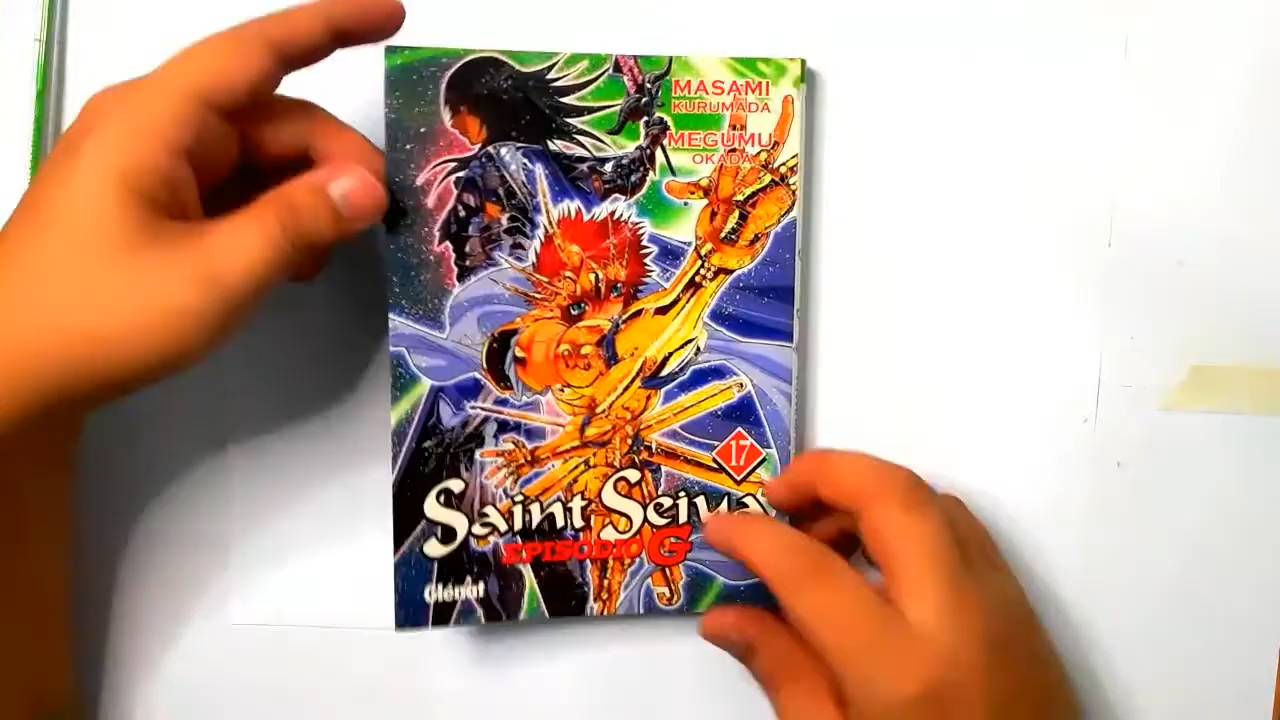 MASAMI
KURUMADA
MEGUMU
OKADA
17
Saint Seiya
EPISODIO G
Glénat